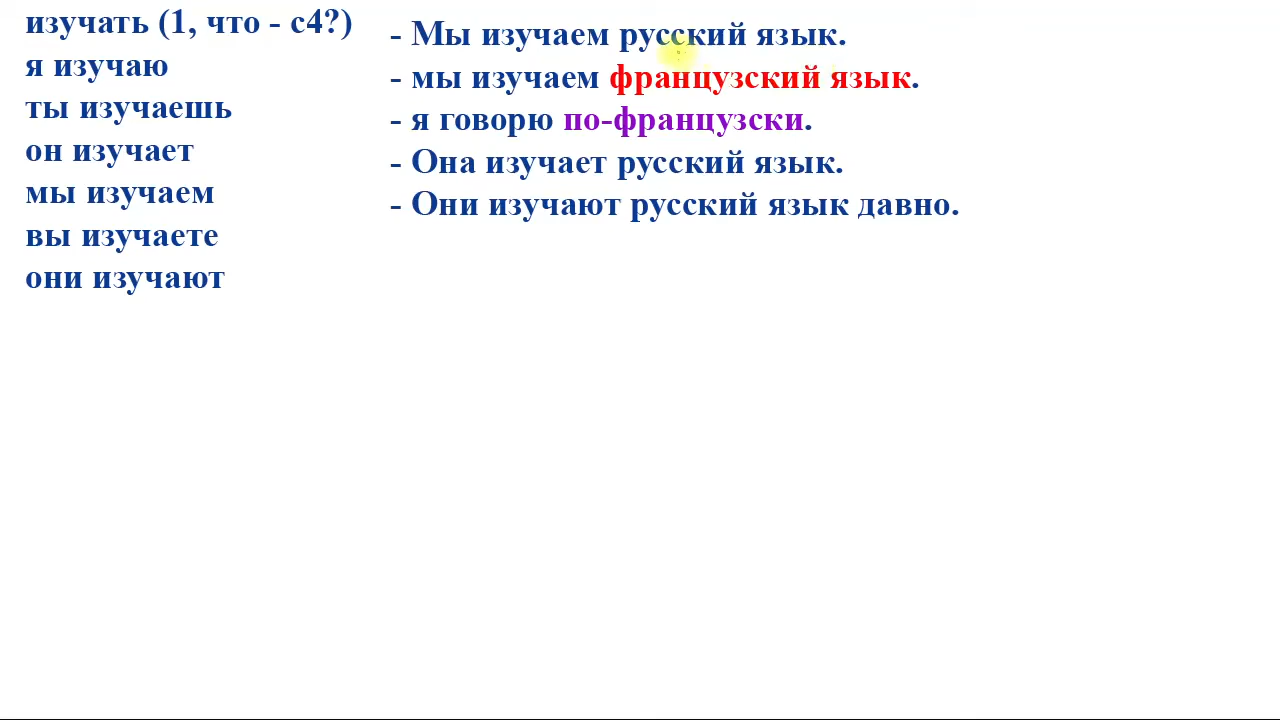 изучать (1, что - с4?)
я изучаю
ты изучаешь
он изучает
мы изучаем
вы изучаете
они изучают
- Мы изучаем русский язык.
- мы изучаем французский язык.
- я говорю по-французски.
- Она изучает русский язык.
- Они изучают русский язык давно.